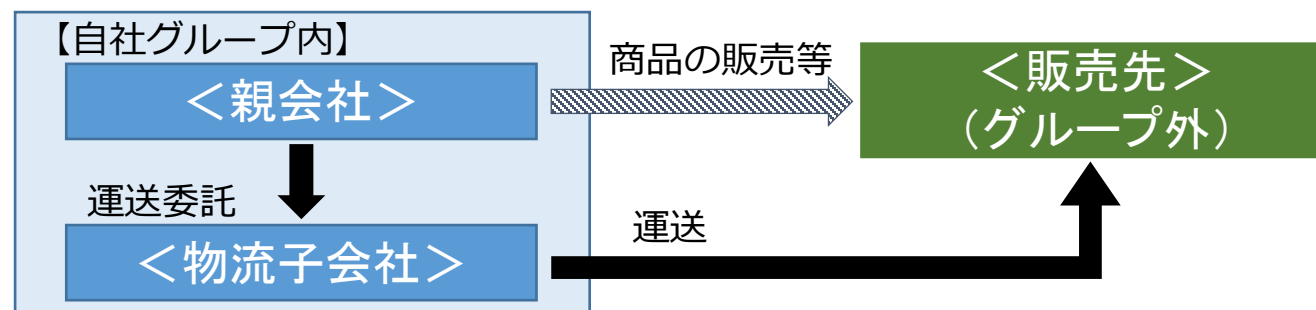 【自社グループ内】
＜親会社＞
商品の販売等
＜販売先＞
（グループ外）
運送委託
＜物流子会社＞
運送